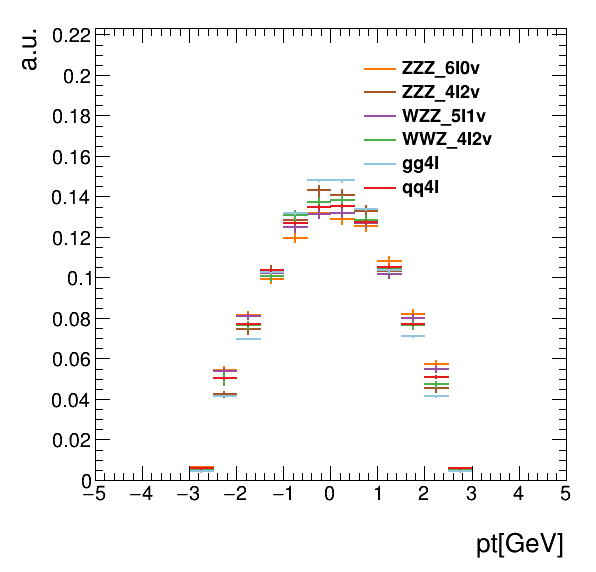 a.u.
0.22
0.2
0.18
0.16
0.14
0.12
0.1
0.08
0.06
0.04
0.02
0
ZZZ_6l0v
ZZZ_4l2v
WZZ_5l1v
WWZ_4l2v
gg4l
qq4l
−5 −4 −3 −2 −1 0 1 2 3 4 5
pt[GeV]